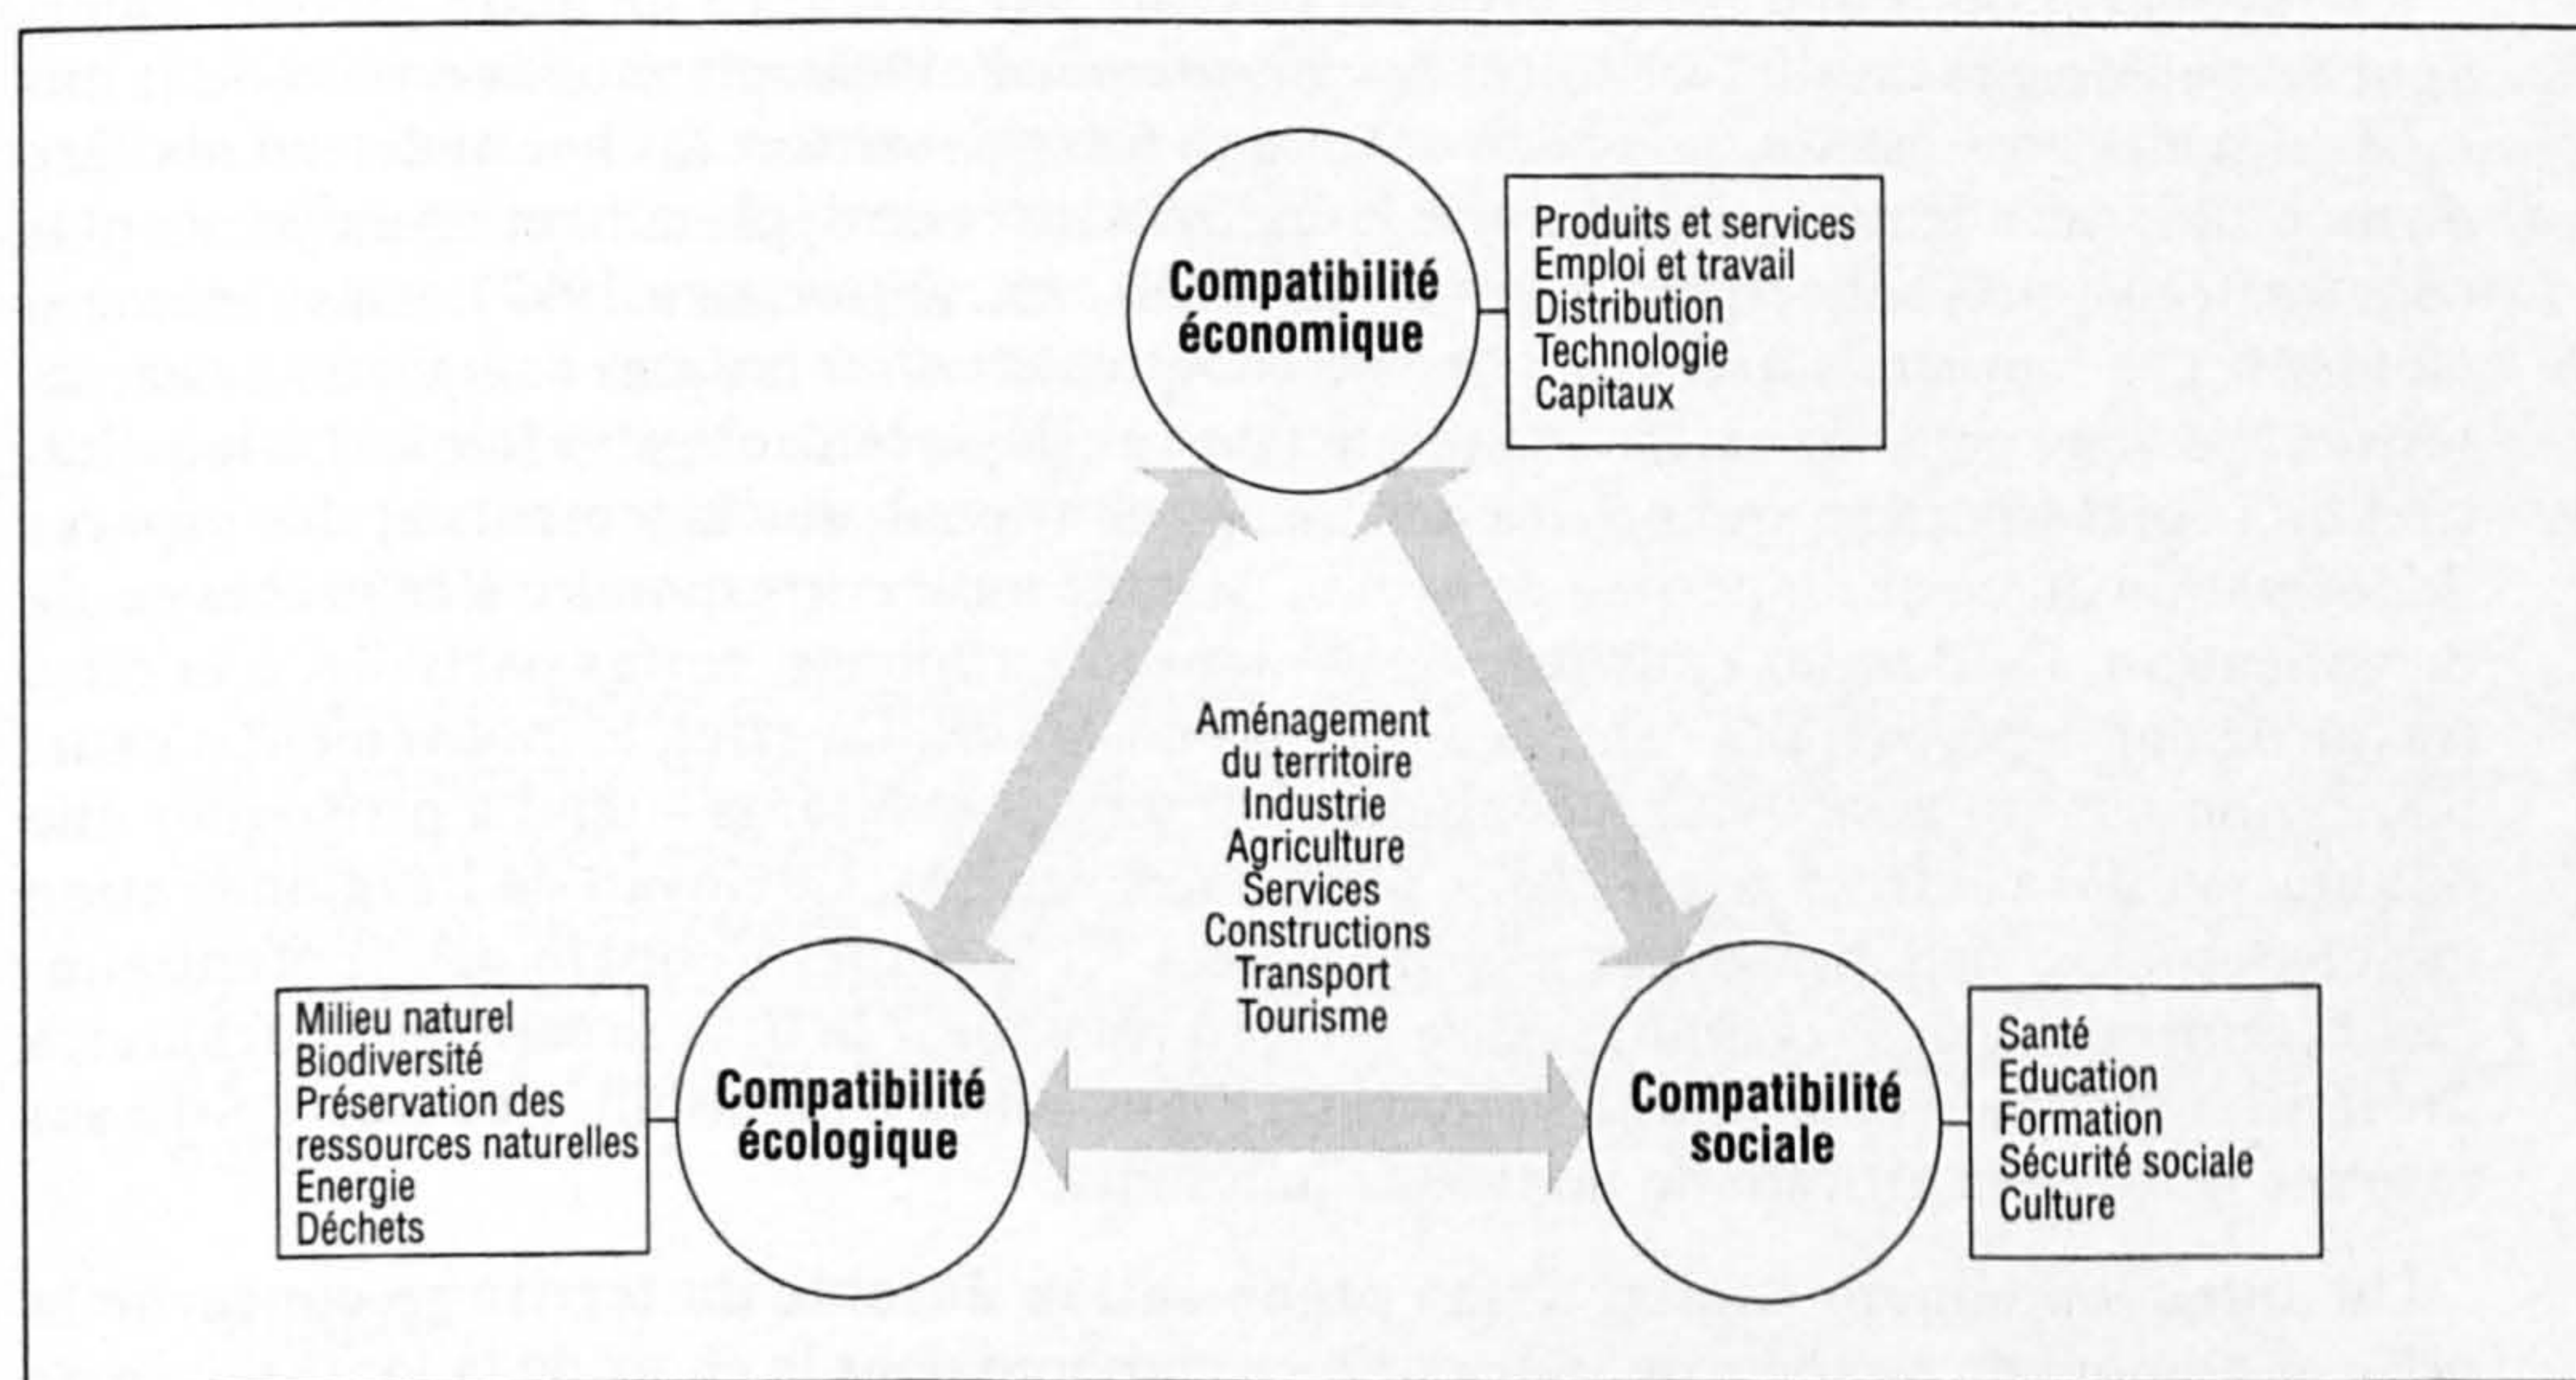 Compatibilité
économique
Produits et services
Emploi et travail
Distribution
Technologie
Capitaux
Aménagement
du territoire
Industrie
Agriculture
Services
Constructions
Transport
Tourisme
Milieu naturel
Biodiversité
Préservation des
ressources naturelles
Energie
Déchets
Compatibilité
écologique
Compatibilité
sociale
Santé
Education
Formation
Sécurité sociale
Culture